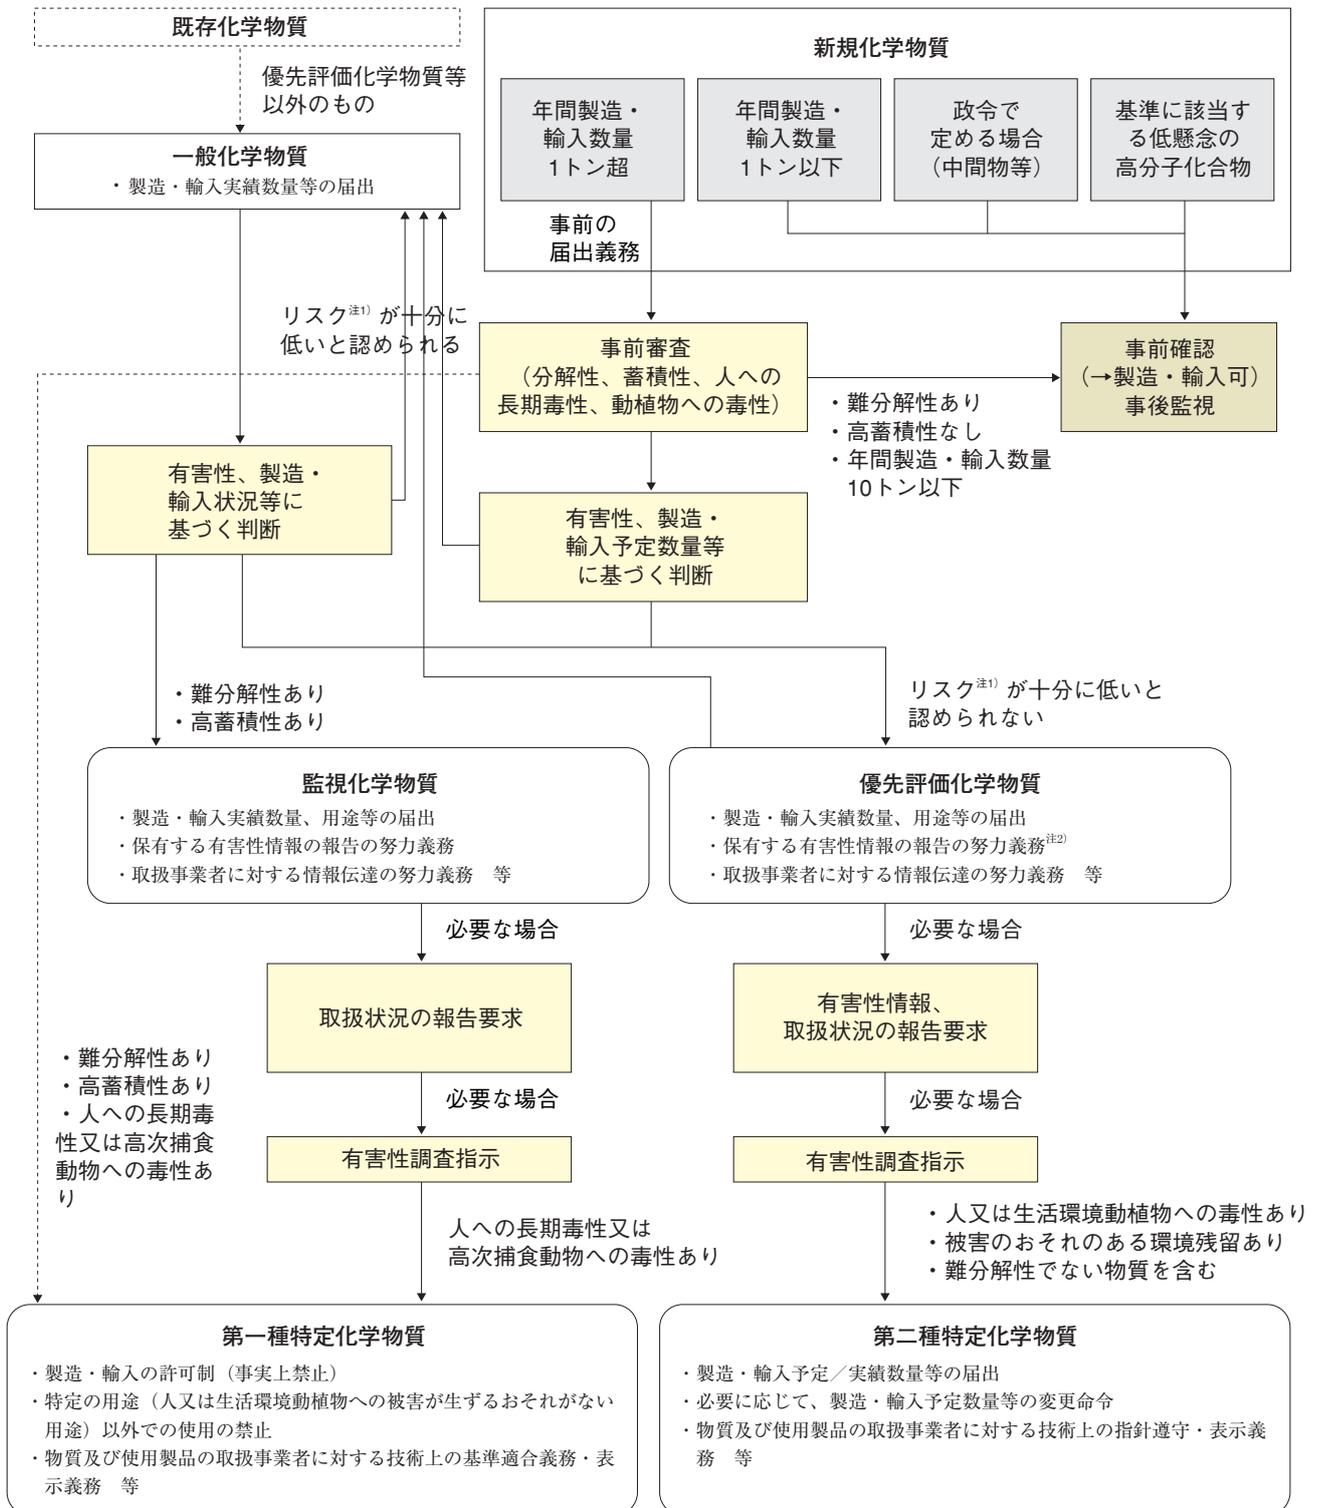 既存化学物質
優先評価化学物質等
以外のもの
一般化学物質
・製造・輸入実績数量等の届出
新規化学物質
年間製造・
輸入数量
1トン超
年間製造・
輸入数量
1トン以下
政令で
定める場合
（中間物等）
基準に該当す
る低懸念の
高分子化合物
事前の
届出義務
リスク注1) が十分に
低いと認められる
事前審査
（分解性、蓄積性、人への
長期毒性、動植物への毒性）
・難分解性あり
・高蓄積性なし
・年間製造・輸入数量
10トン以下
事前確認
（→製造・輸入可）
事後監視
有害性、製造・
輸入状況等に
基づく判断
有害性、製造・
輸入予定数量等
に基づく判断
・難分解性あり
・高蓄積性あり
リスク注1) が十分に低いと
認められない
監視化学物質
・製造・輸入実績数量、用途等の届出
・保有する有害性情報の報告の努力義務
・取扱事業者に対する情報伝達の努力義務　等
優先評価化学物質
・製造・輸入実績数量、用途等の届出
・保有する有害性情報の報告の努力義務注2)
・取扱事業者に対する情報伝達の努力義務　等
必要な場合
取扱状況の報告要求
必要な場合
有害性調査指示
必要な場合
有害性情報、
取扱状況の報告要求
必要な場合
有害性調査指示
・難分解性あり
・高蓄積性あり
・人への長期毒
性又は高次捕食
動物への毒性あ
り
人への長期毒性又は
高次捕食動物への毒性あり
・人又は生活環境動植物への毒性あり
・被害のおそれのある環境残留あり
・難分解性でない物質を含む
第一種特定化学物質
・製造・輸入の許可制（事実上禁止）
・特定の用途（人又は生活環境動植物への被害が生ずるおそれがない
用途）以外での使用の禁止
・物質及び使用製品の取扱事業者に対する技術上の基準適合義務・表
示義務　等
第二種特定化学物質
・製造・輸入予定／実績数量等の届出
・必要に応じて、製造・輸入予定数量等の変更命令
・物質及び使用製品の取扱事業者に対する技術上の指針遵守・表示義
務　等